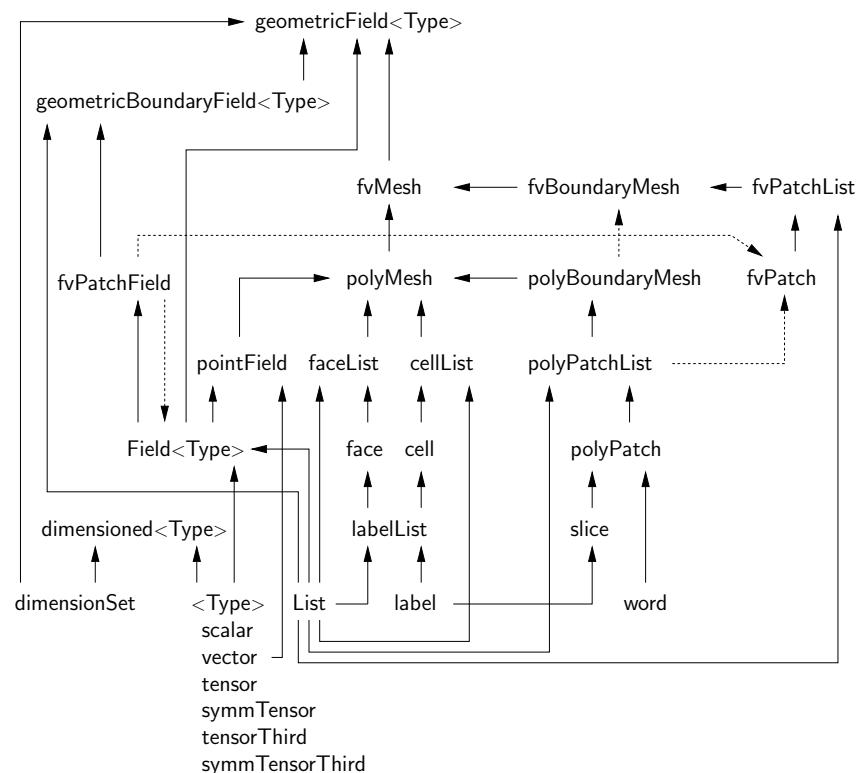 geometricField<Type>
geometricBoundaryField<Type>
fvMesh fvBoundaryMesh fvPatchList
fvPatchField polyMesh polyBoundaryMesh fvPatch
pointField faceList cellList polyPatchList
Field<Type> face cell polyPatch
dimensioned<Type> labelList slice
dimensionSet <Type> List label word
scalar
vector
tensor
symmTensor
tensorThird
symmTensorThird